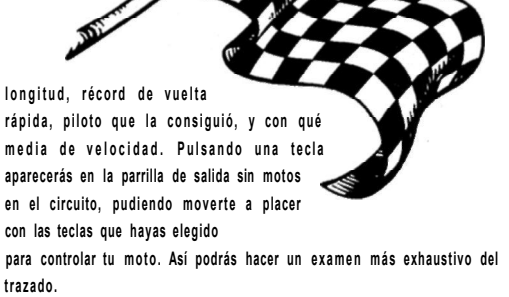 longitud, récord de vuelta
rápida, piloto que la consiguió, y con qué
media de velocidad. Pulsando una tecla
aparecerás en la parrilla de salida sin motos
en el circuito, pudiendo moverte a placer
con las teclas que hayas elegido
para controlar tu moto. Así podrás hacer un examen más exhaustivo del
trazado.